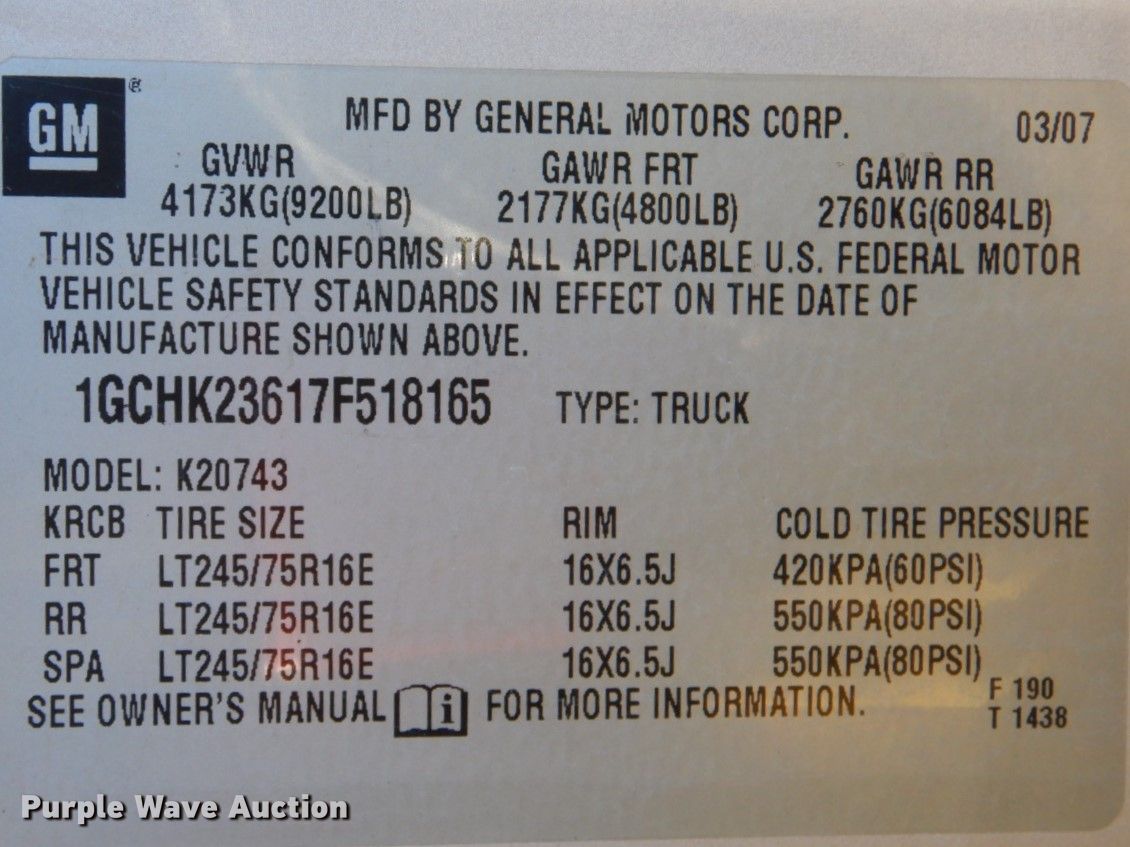 GM ®
MFD BY GENERAL MOTORS CORP. 03/07
GVWR GAWR FRT GAWR RR
4173KG(9200LB) 2177KG(4800LB) 2760KG(6084LB)
THIS VEHICLE CONFORMS TO ALL APPLICABLE U.S. FEDERAL MOTOR
VEHICLE SAFETY STANDARDS IN EFFECT ON THE DATE OF
MANUFACTURE SHOWN ABOVE.
1GCHK23617F518165 TYPE: TRUCK
MODEL: K20743
KRCB TIRE SIZE RIM COLD TIRE PRESSURE
FRT LT245/75R16E 16X6.5J 420KPA(60PSI)
RR LT245/75R16E 16X6.5J 550KPA(80PSI)
SPA LT245/75R16E 16X6.5J 550KPA(80PSI)
SEE OWNER'S MANUAL i FOR MORE INFORMATION.
F 190
T 1438
Purple Wave Auction